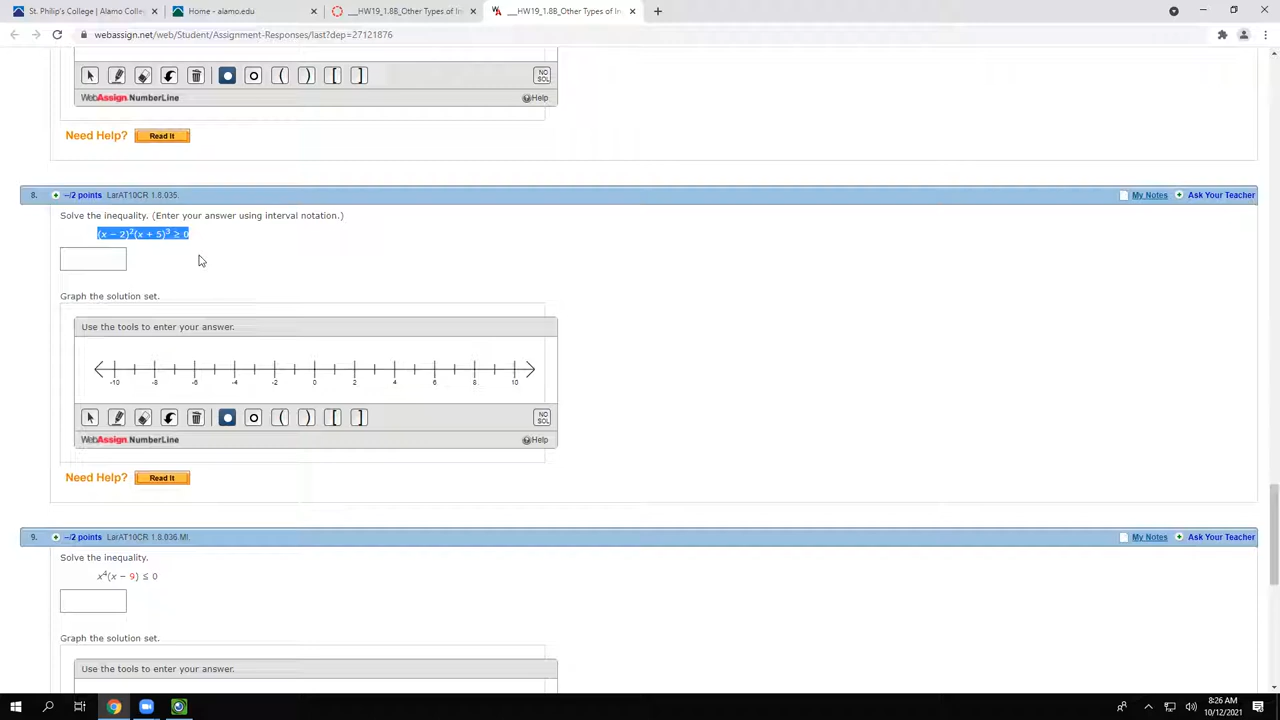 St. Philip's College | Alamo Colleg
Home - alamo.edu
___HW19_1.8B_Other Types of In
___HW19_1.8B_Other Types of In
webassign.net/web/Student/Assignment-Responses/last?dep=27121876
( ) [ ] NO SOL
WebAssign. NumberLine Help
Need Help? Read It
8. --/2 points LarAT10CR 1.8.035. My Notes Ask Your Teacher
Solve the inequality. (Enter your answer using interval notation.)
(x − 2)²(x + 5)³ ≥ 0
Graph the solution set.
Use the tools to enter your answer.
-10 -8 -6 -4 -2 0 2 4 6 8 10
( ) [ ] NO SOL
WebAssign. NumberLine Help
Need Help? Read It
9. --/2 points LarAT10CR 1.8.036.MI. My Notes Ask Your Teacher
Solve the inequality.
x⁴(x − 9) ≤ 0
Graph the solution set.
Use the tools to enter your answer.
8:26 AM
10/12/2021